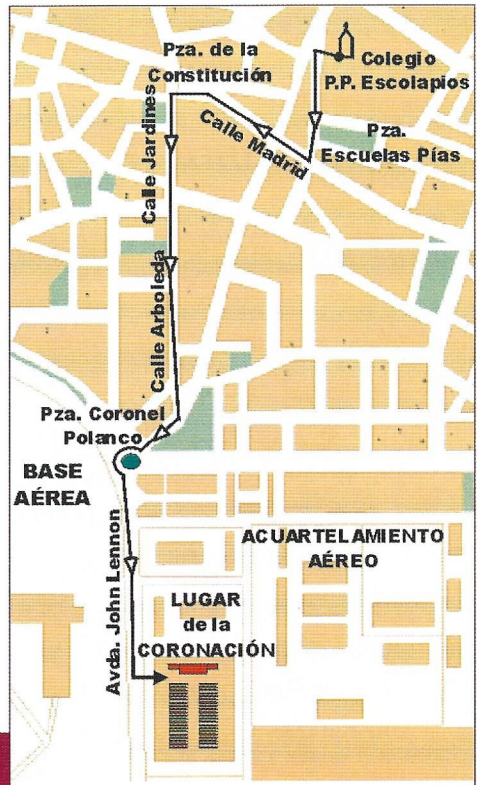 Pza. de la
Constitución
Colegio
P.P. Escolapios
Pza.
Escuelas Pías
Calle Madrid
Calle Jardines
Calle Arboleda
Pza. Coronel
Polanco
BASE
AÉREA
ACUARTELAMIENTO
AÉREO
Avda. John Lennon
LUGAR
de la
CORONACIÓN